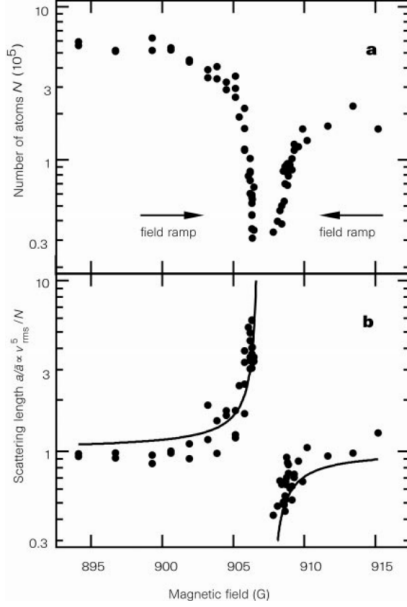 10
3
1
0.3
Number of atoms N (10⁵)
a
field ramp
field ramp
10
3
1
0.3
Scattering length a/ã ∝ v⁵rms/N
b
895 900 905 910 915
Magnetic field (G)